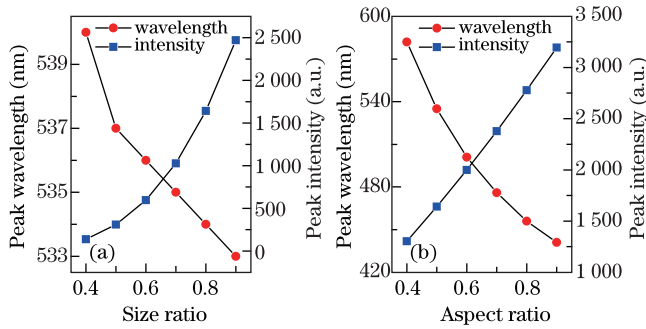 wavelength
intensity
Peak wavelength (nm)
539
537
535
533
2 500
2 000
1 500
1 000
500
0
Peak intensity (a.u.)
(a)
0.4 0.6 0.8
Size ratio
wavelength
intensity
Peak wavelength (nm)
600
540
480
420
3 500
3 000
2 500
2 000
1 500
1 000
Peak intensity (a.u.)
(b)
0.4 0.6 0.8
Aspect ratio